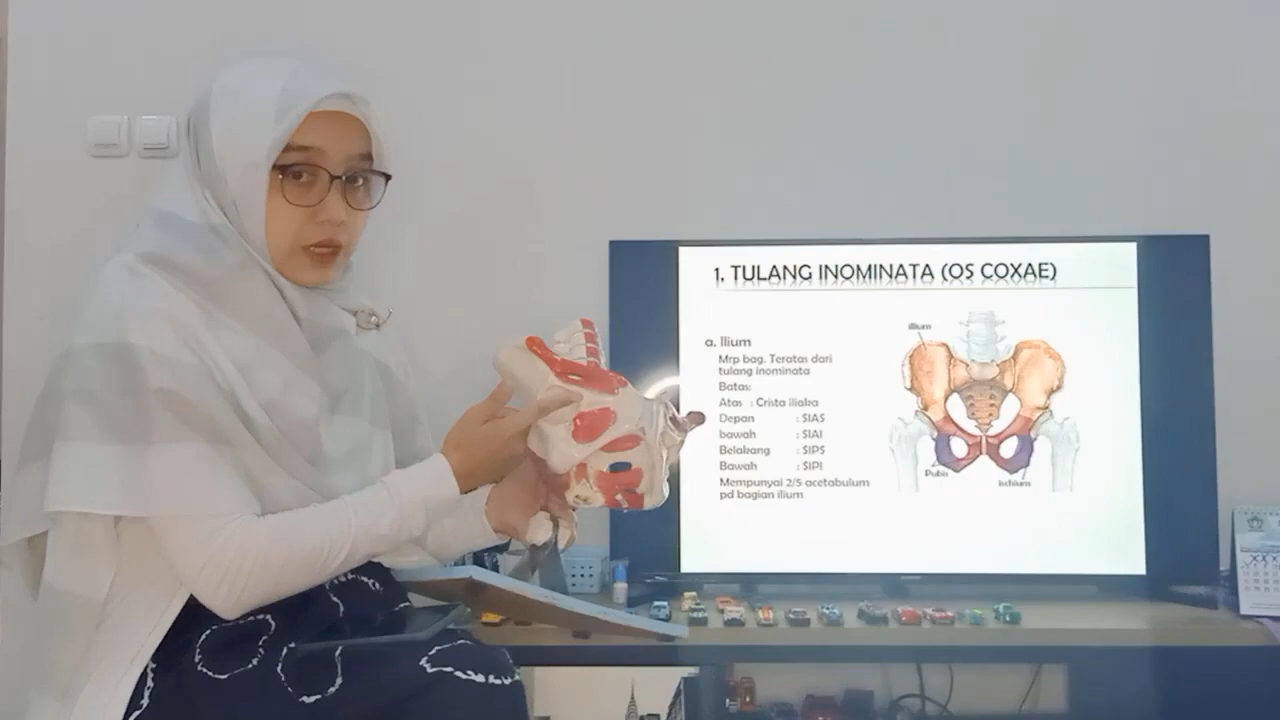 1. TULANG INOMINATA (OS COXAE)
a. Ilium
Mrp bag. Teratas dari
tulang inominata
Batas:
Atas : Crista iliaka
Depan : SIAS
bawah : SIAI
Belakang : SIPS
Bawah : SIPI
Mempunyai 2/5 acetabulum
pd bagian ilium
illium
Pubis
Ischium